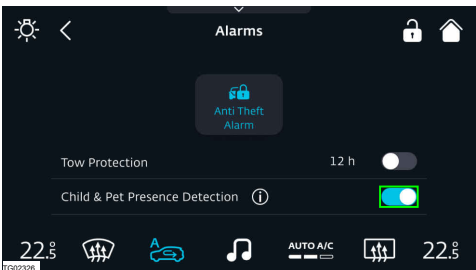 Alarms
Anti Theft
Alarm
Tow Protection 12 h
Child & Pet Presence Detection i
22.5° A AUTO A/C 22.5°
TG02326